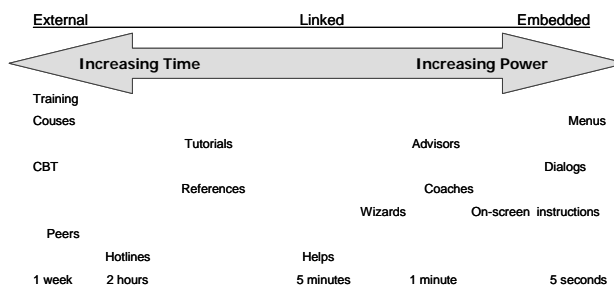 External Linked Embedded
Increasing Time Increasing Power
Training
Couses Menus
Tutorials Advisors
CBT Dialogs
References Coaches
Wizards On-screen instructions
Peers
Hotlines Helps
1 week 2 hours 5 minutes 1 minute 5 seconds